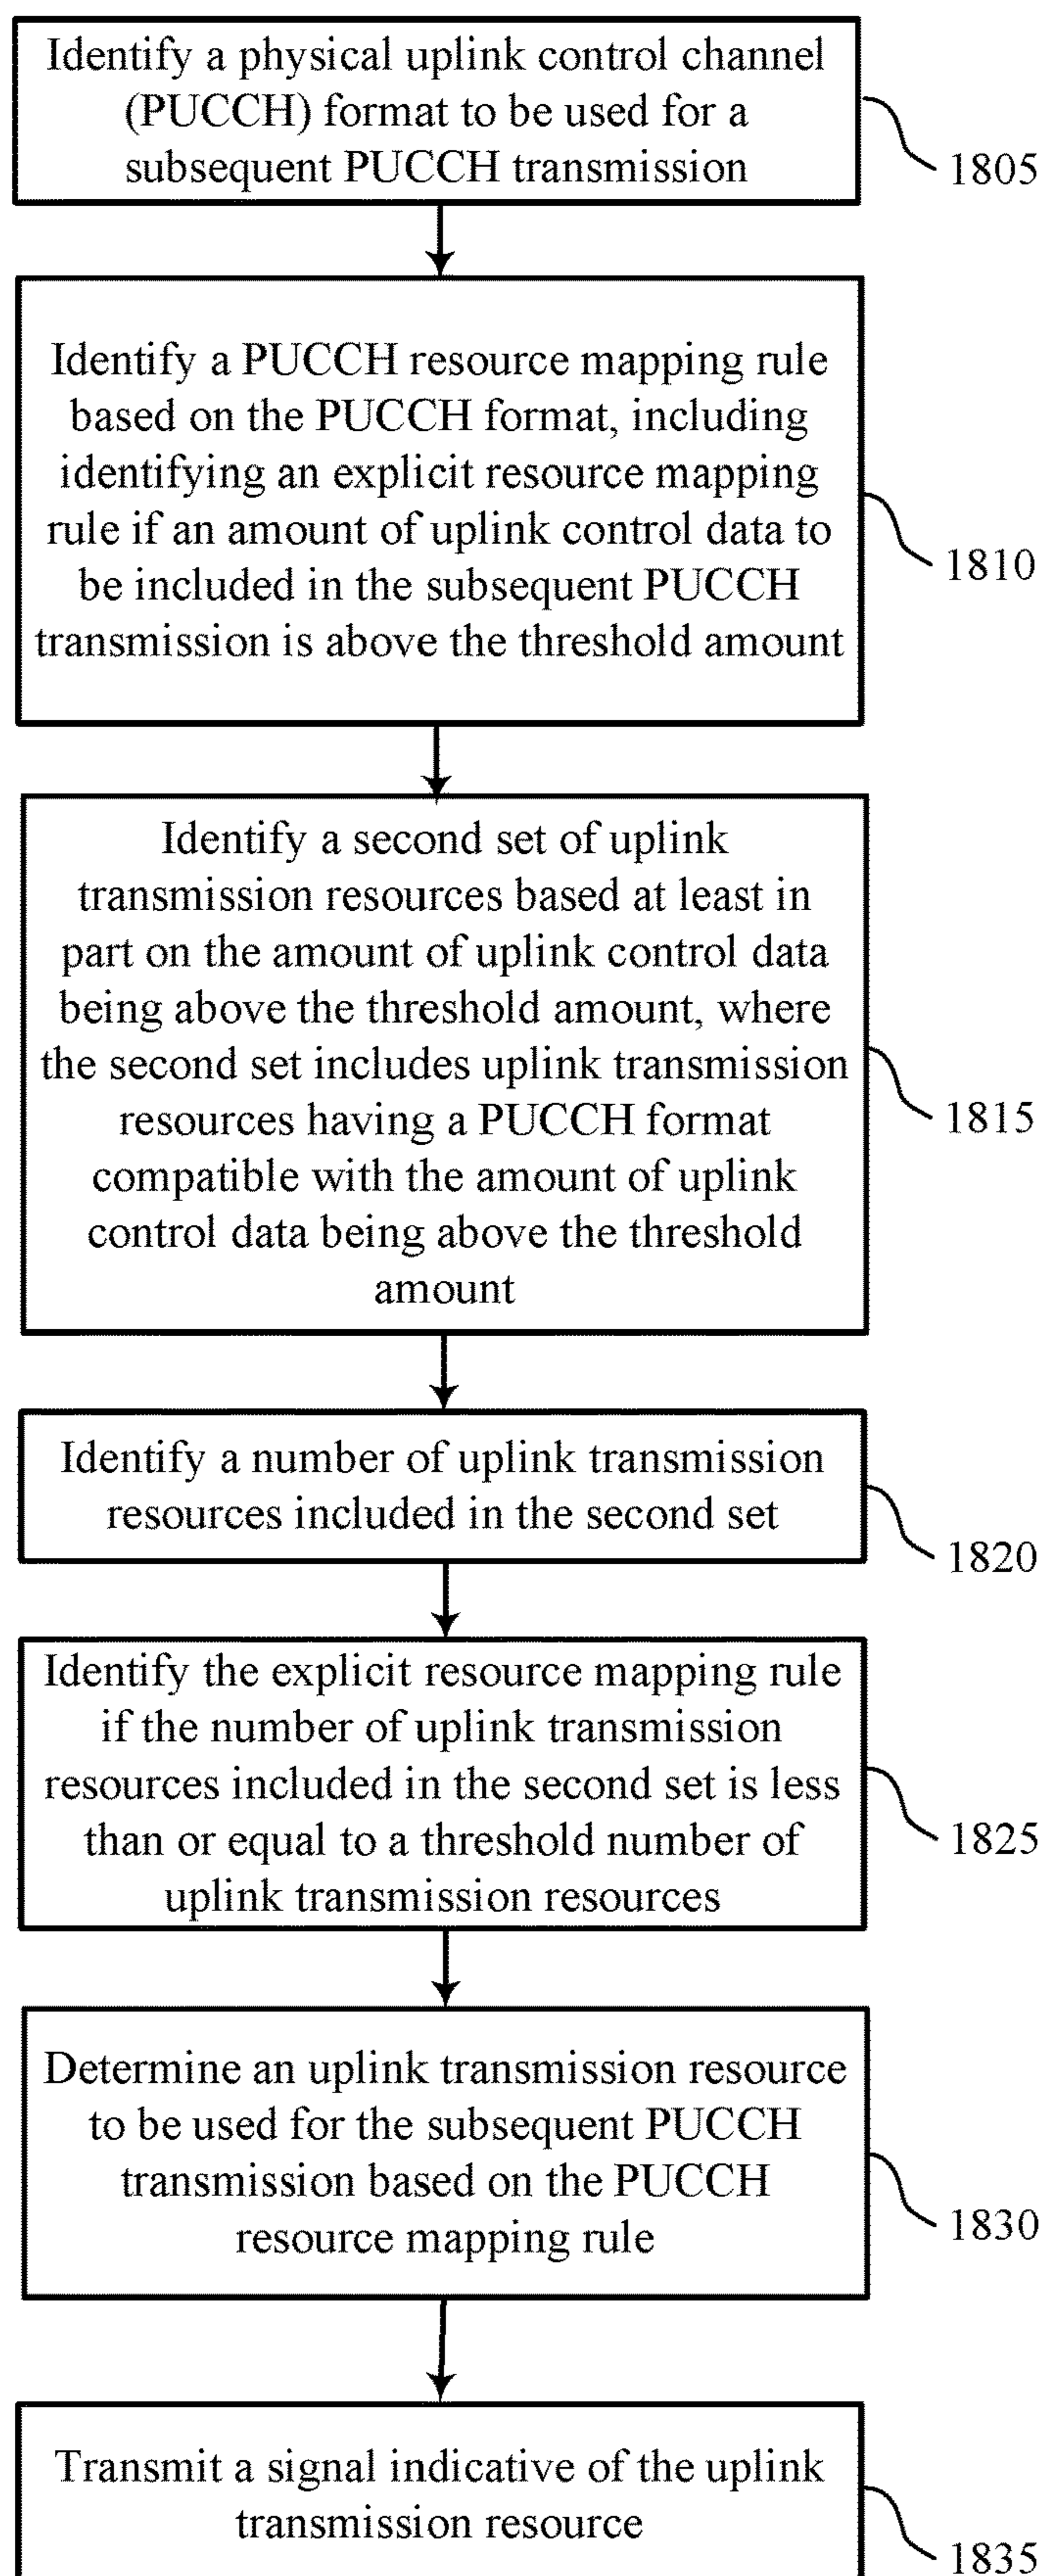 Identify a physical uplink control channel
(PUCCH) format to be used for a
subsequent PUCCH transmission
1805
Identify a PUCCH resource mapping rule
based on the PUCCH format, including
identifying an explicit resource mapping
rule if an amount of uplink control data to
be included in the subsequent PUCCH
transmission is above the threshold amount
1810
Identify a second set of uplink
transmission resources based at least in
part on the amount of uplink control data
being above the threshold amount, where
the second set includes uplink transmission
resources having a PUCCH format
compatible with the amount of uplink
control data being above the threshold
amount
1815
Identify a number of uplink transmission
resources included in the second set
1820
Identify the explicit resource mapping rule
if the number of uplink transmission
resources included in the second set is less
than or equal to a threshold number of
uplink transmission resources
1825
Determine an uplink transmission resource
to be used for the subsequent PUCCH
transmission based on the PUCCH
resource mapping rule
1830
Transmit a signal indicative of the uplink
transmission resource
1835